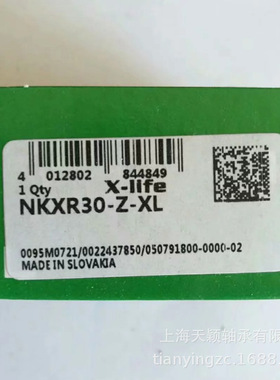 4 012802 844849
1 Qty X-life
NKXR30-Z-XL
0095M0721/0022437850/050791800-0000-02
MADE IN SLOVAKIA
上海天颖轴承有限
tianyingzc.1688.